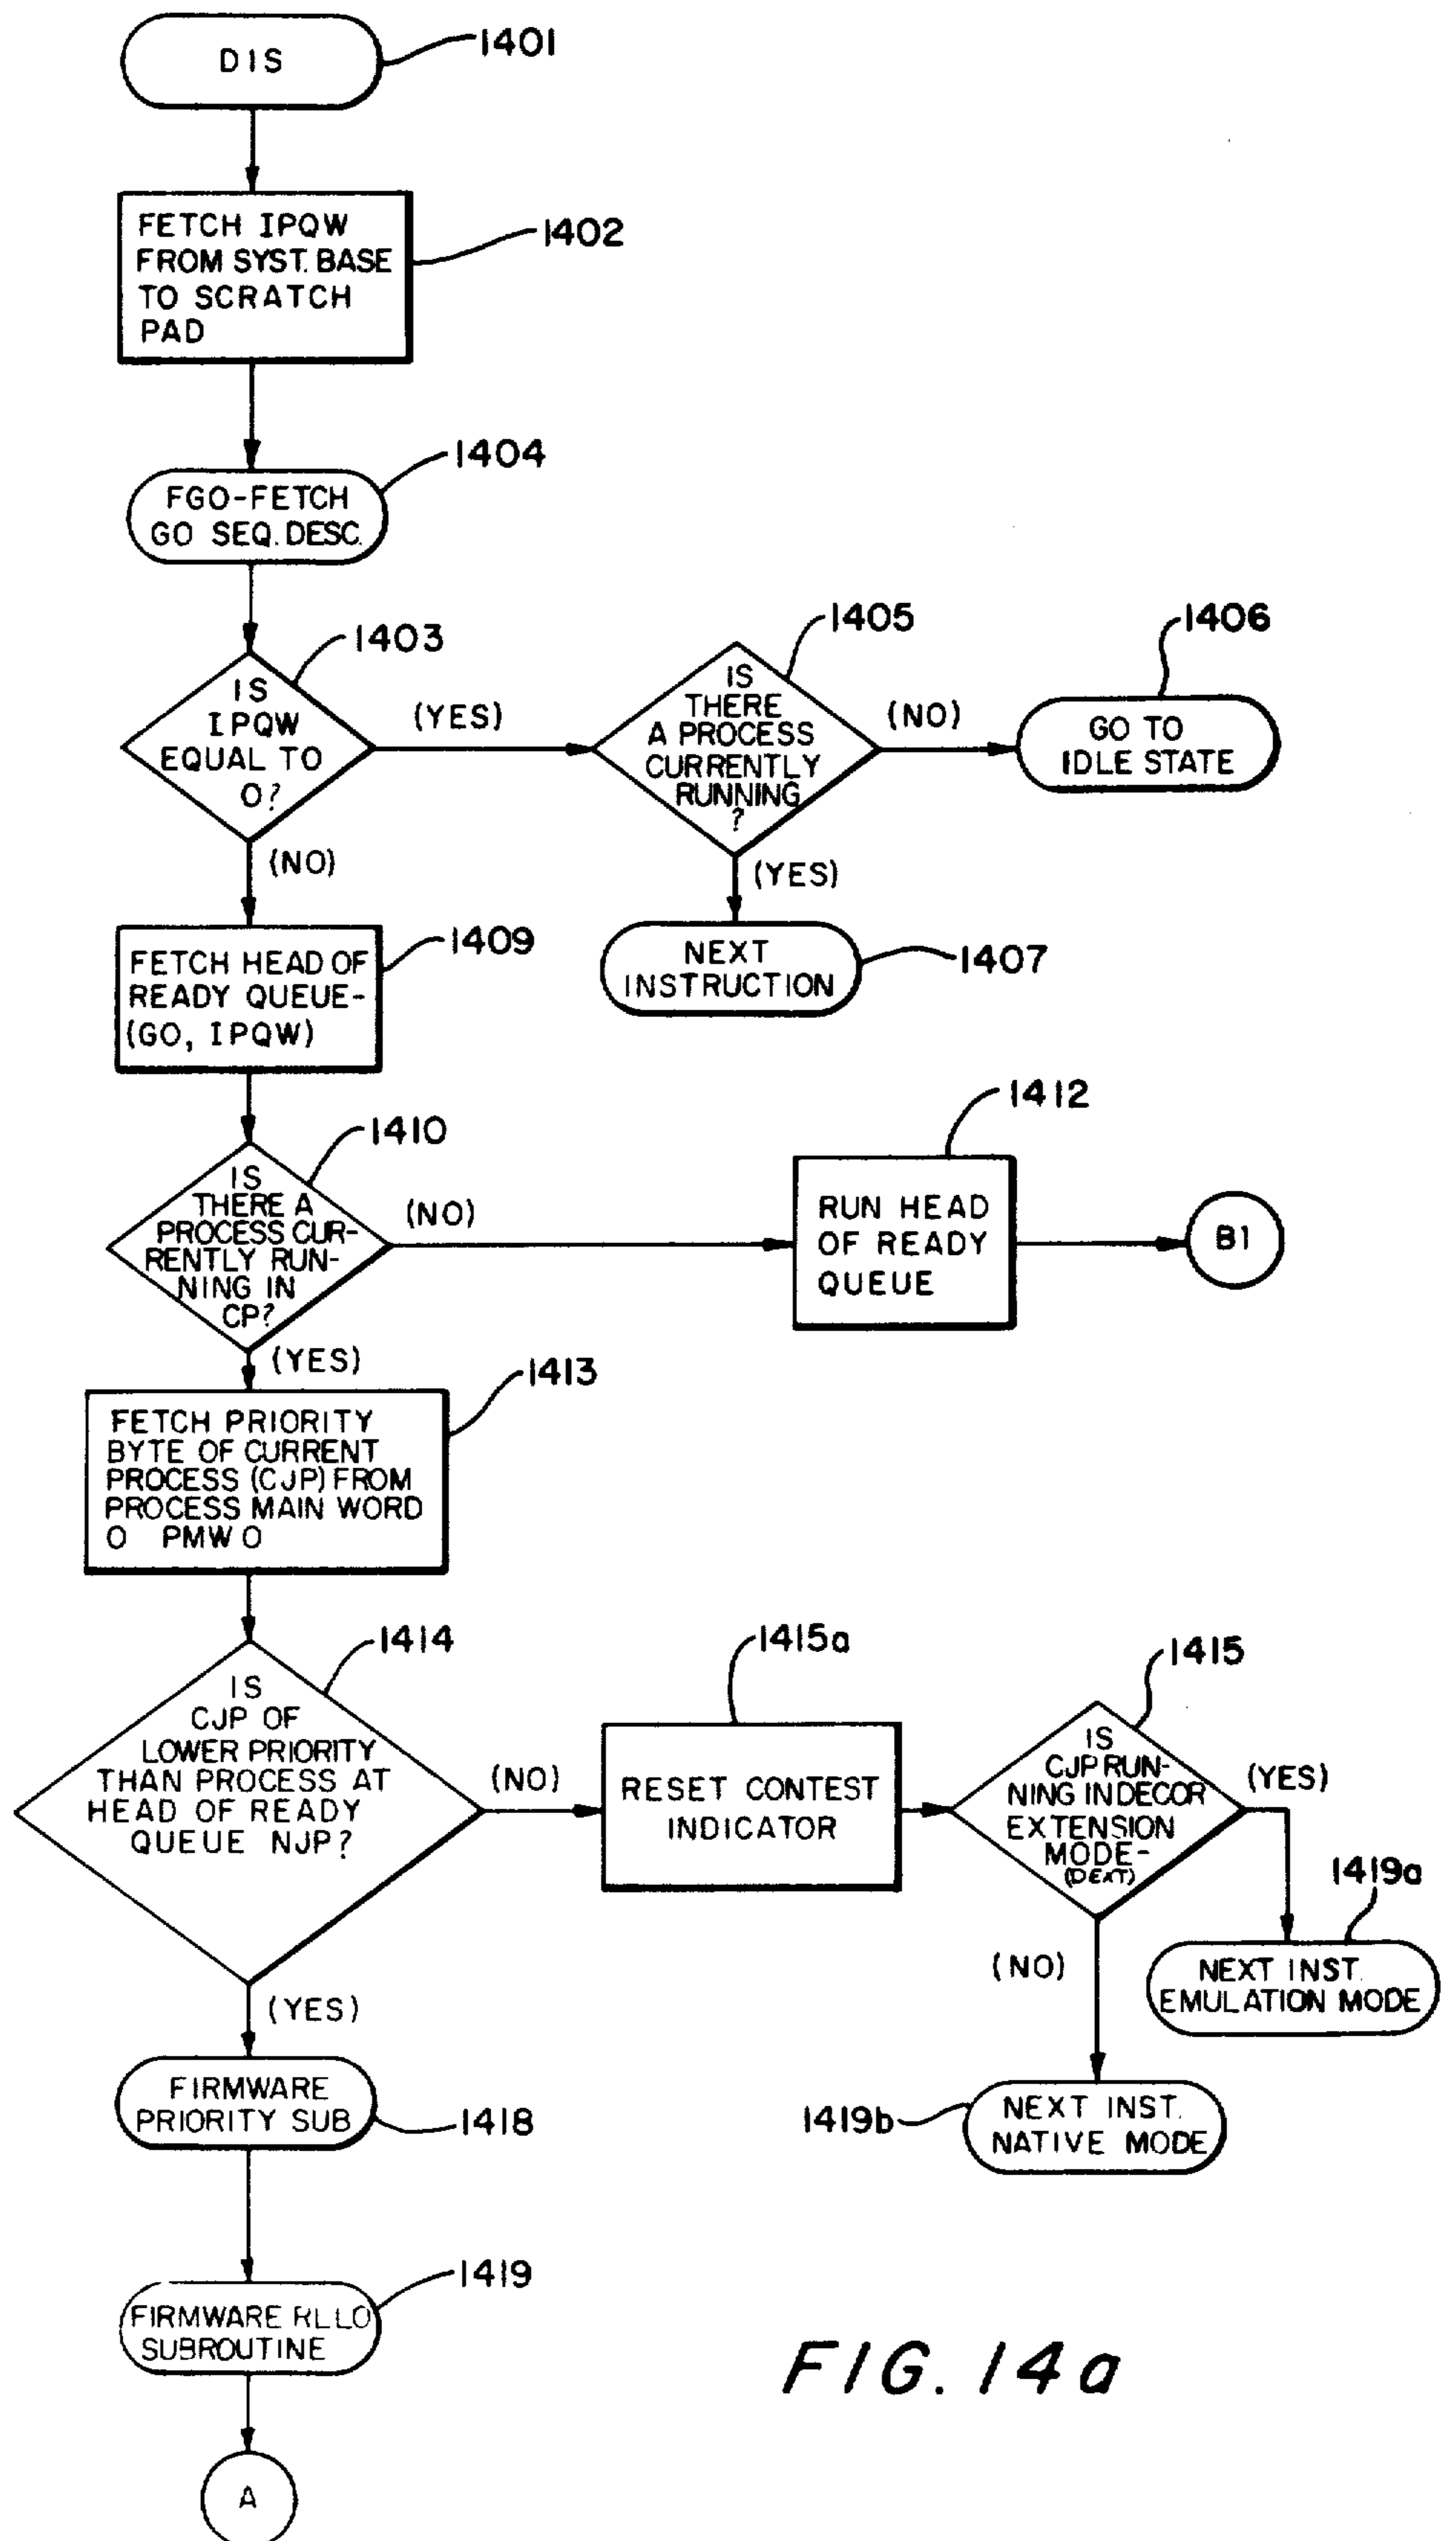 DIS
1401
FETCH IPQW
FROM SYST. BASE
TO SCRATCH
PAD
1402
1404
FGO-FETCH
GO SEQ. DESC.
1403
IS
IPQW
EQUAL TO
0?
(YES)
(NO)
1405
IS
THERE
A PROCESS
CURRENTLY
RUNNING
?
(NO)
1406
GO TO
IDLE STATE
(YES)
NEXT
INSTRUCTION
1407
1409
FETCH HEAD OF
READY QUEUE-
(GO, IPQW)
1410
IS
THERE A
PROCESS CUR-
RENTLY RUN-
NING IN
CP?
(NO)
1412
RUN HEAD
OF READY
QUEUE
B1
(YES)
1413
FETCH PRIORITY
BYTE OF CURRENT
PROCESS (CJP) FROM
PROCESS MAIN WORD
0 PMW 0
1414
IS
CJP OF
LOWER PRIORITY
THAN PROCESS AT
HEAD OF READY
QUEUE NJP?
(NO)
1415a
RESET CONTEST
INDICATOR
1415
IS
CJP RUN-
NING IN DECOR
EXTENSION
MODE-
(DEXT)
(YES)
1419a
NEXT INST.
EMULATION MODE
(NO)
1419b
NEXT INST.
NATIVE MODE
(YES)
FIRMWARE
PRIORITY SUB
1418
1419
FIRMWARE RLLO
SUBROUTINE
A
FIG. 14a